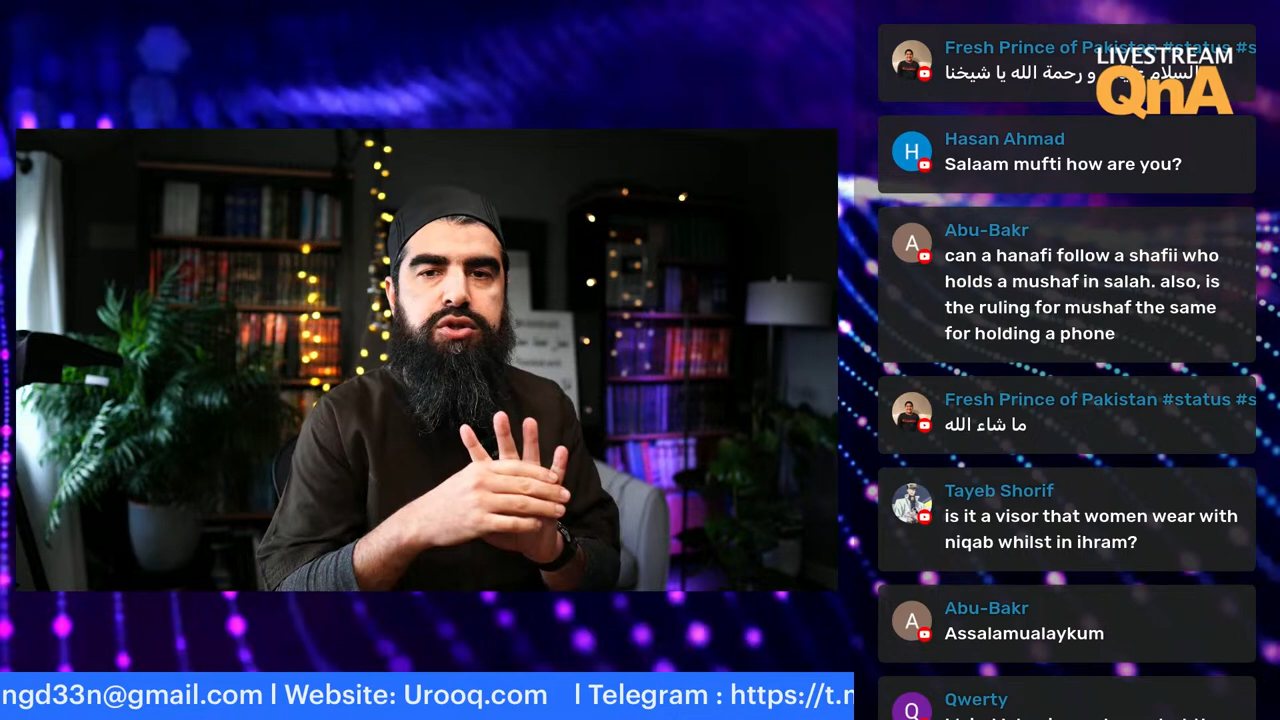 Fresh Prince of Pakistan #status #s
السلام و رحمة الله يا شيخنا
LIVESTREAM
QnA
H
Hasan Ahmad
Salaam mufti how are you?
A
Abu-Bakr
can a hanafi follow a shafii who
holds a mushaf in salah. also, is
the ruling for mushaf the same
for holding a phone
Fresh Prince of Pakistan #status #s
ما شاء الله
Tayeb Shorif
is it a visor that women wear with
niqab whilst in ihram?
A
Abu-Bakr
Assalamualaykum
Q
Qwerty
ngd33n@gmail.com | Website: Urooq.com | Telegram : https://t.m